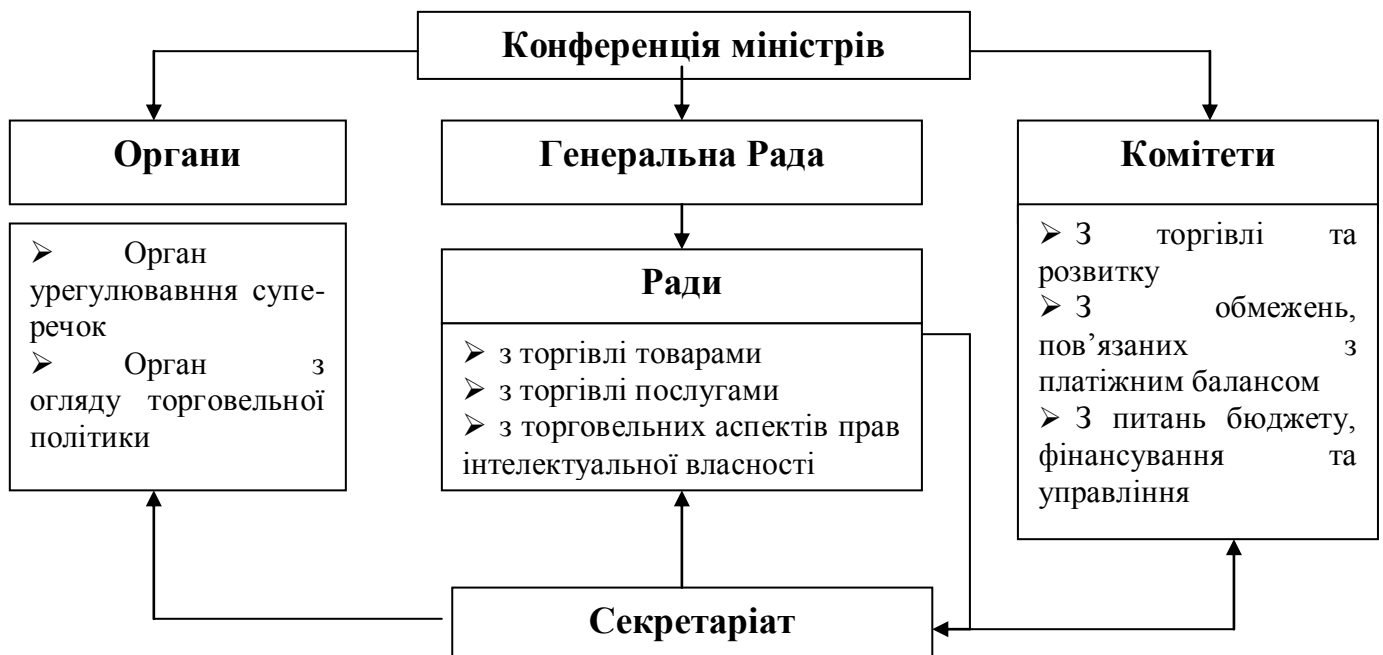 Конференція міністрів
Органи
➢ Орган
урегулювавння супе-
речок
➢ Орган з
огляду торговельної
політики
Генеральна Рада
Ради
➢ з торгівлі товарами
➢ з торгівлі послугами
➢ з торговельних аспектів прав
інтелектуальної власності
Комітети
➢ З торгівлі та
розвитку
➢ З обмежень,
пов’язаних з
платіжним балансом
➢ З питань бюджету,
фінансування та
управління
Секретаріат